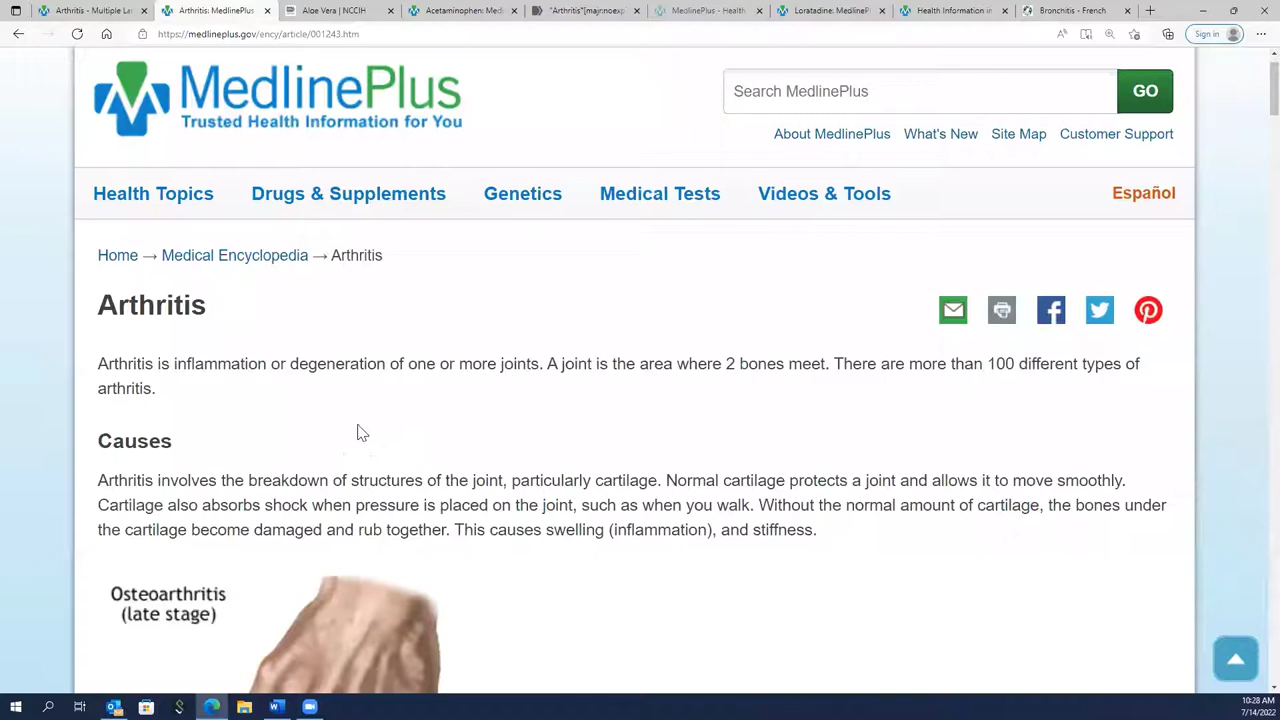 Arthritis - Multiple La
Arthritis: MedlinePlus
Aloe Vera | NCCIH
Acetaminophen: Med
"Arthritis"[majr:noexp
MedlinePlus - Health
Loratadine: MedlineP
Health Information in
Bronchitis - French
https://medlineplus.gov/ency/article/001243.htm
Sign in
MedlinePlus
Trusted Health Information for You
Search MedlinePlus
GO
About MedlinePlus What's New Site Map Customer Support
Health Topics Drugs & Supplements Genetics Medical Tests Videos & Tools Español
Home → Medical Encyclopedia → Arthritis
Arthritis
Arthritis is inflammation or degeneration of one or more joints. A joint is the area where 2 bones meet. There are more than 100 different types of
arthritis.
Causes
Arthritis involves the breakdown of structures of the joint, particularly cartilage. Normal cartilage protects a joint and allows it to move smoothly.
Cartilage also absorbs shock when pressure is placed on the joint, such as when you walk. Without the normal amount of cartilage, the bones under
the cartilage become damaged and rub together. This causes swelling (inflammation), and stiffness.
Osteoarthritis
(late stage)
10:28 AM
7/14/2022